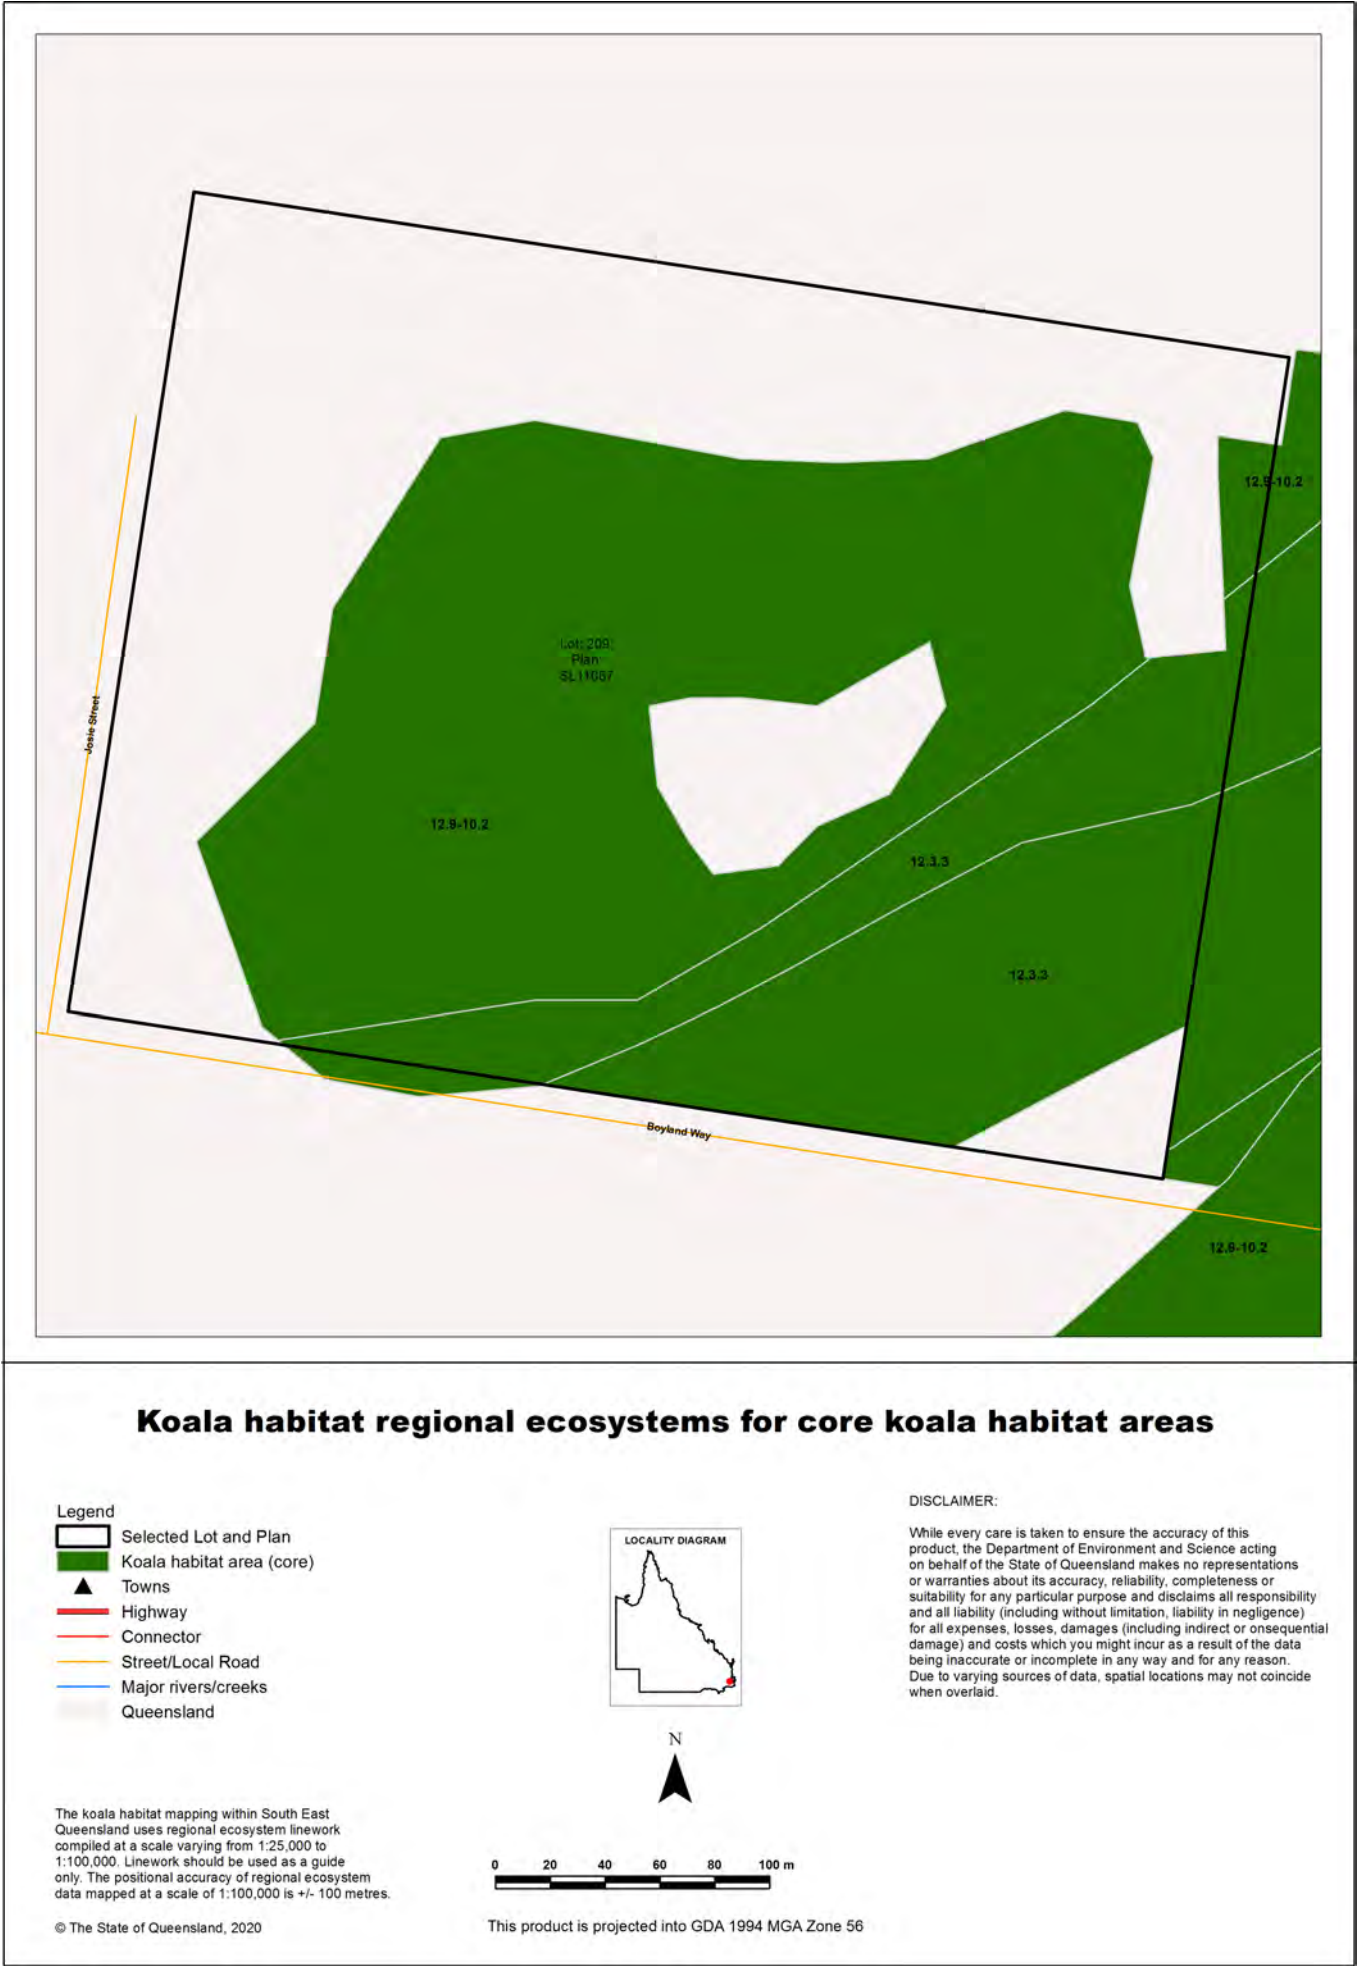 12.9-10.2
Lot: 209,
Plan
SL11087
Josie Street
12.9-10.2
12.3.3
12.3.3
Boyland Way
12.9-10.2
Koala habitat regional ecosystems for core koala habitat areas
Legend
Selected Lot and Plan
Koala habitat area (core)
Towns
Highway
Connector
Street/Local Road
Major rivers/creeks
Queensland
The koala habitat mapping within South East
Queensland uses regional ecosystem linework
compiled at a scale varying from 1:25,000 to
1:100,000. Linework should be used as a guide
only. The positional accuracy of regional ecosystem
data mapped at a scale of 1:100,000 is +/- 100 metres.
© The State of Queensland, 2020
LOCALITY DIAGRAM
N
0 20 40 60 80 100 m
This product is projected into GDA 1994 MGA Zone 56
DISCLAIMER:
While every care is taken to ensure the accuracy of this
product, the Department of Environment and Science acting
on behalf of the State of Queensland makes no representations
or warranties about its accuracy, reliability, completeness or
suitability for any particular purpose and disclaims all responsibility
and all liability (including without limitation, liability in negligence)
for all expenses, losses, damages (including indirect or onsequential
damage) and costs which you might incur as a result of the data
being inaccurate or incomplete in any way and for any reason.
Due to varying sources of data, spatial locations may not coincide
when overlaid.